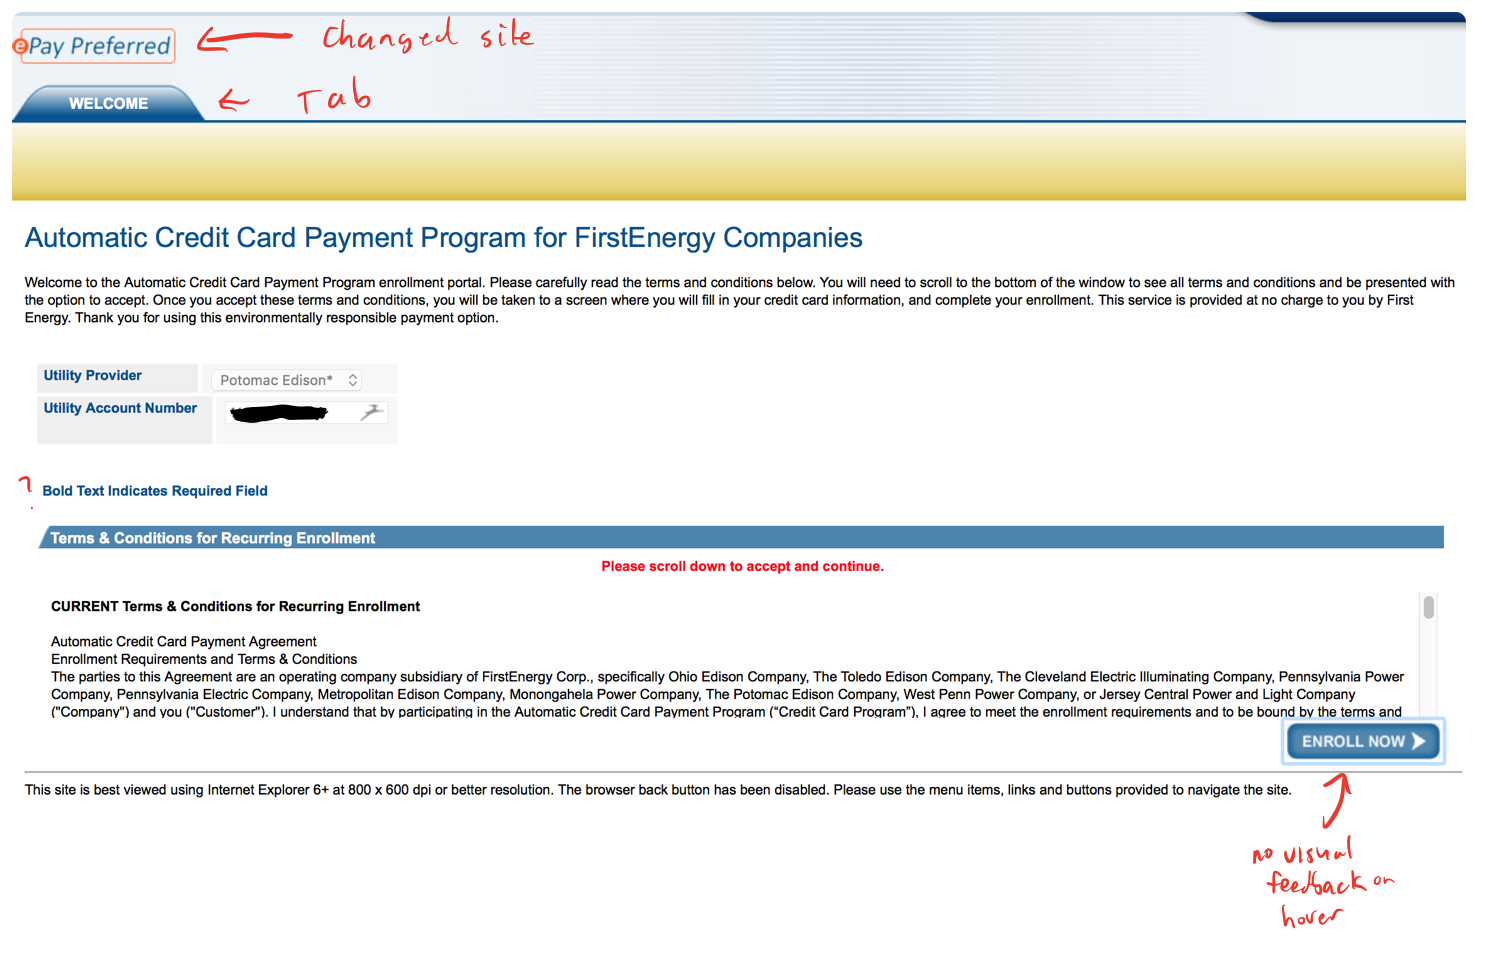 ePay Preferred
Changed site
WELCOME
Tab
Automatic Credit Card Payment Program for FirstEnergy Companies
Welcome to the Automatic Credit Card Payment Program enrollment portal. Please carefully read the terms and conditions below. You will need to scroll to the bottom of the window to see all terms and conditions and be presented with
the option to accept. Once you accept these terms and conditions, you will be taken to a screen where you will fill in your credit card information, and complete your enrollment. This service is provided at no charge to you by First
Energy. Thank you for using this environmentally responsible payment option.
Utility Provider
Potomac Edison*
Utility Account Number
? Bold Text Indicates Required Field
Terms & Conditions for Recurring Enrollment
Please scroll down to accept and continue.
CURRENT Terms & Conditions for Recurring Enrollment
Automatic Credit Card Payment Agreement
Enrollment Requirements and Terms & Conditions
The parties to this Agreement are an operating company subsidiary of FirstEnergy Corp., specifically Ohio Edison Company, The Toledo Edison Company, The Cleveland Electric Illuminating Company, Pennsylvania Power
Company, Pennsylvania Electric Company, Metropolitan Edison Company, Monongahela Power Company, The Potomac Edison Company, West Penn Power Company, or Jersey Central Power and Light Company
("Company") and you ("Customer"). I understand that by participating in the Automatic Credit Card Payment Program (“Credit Card Program”), I agree to meet the enrollment requirements and to be bound by the terms and
ENROLL NOW
This site is best viewed using Internet Explorer 6+ at 800 x 600 dpi or better resolution. The browser back button has been disabled. Please use the menu items, links and buttons provided to navigate the site.
no visual
feedback on
hover